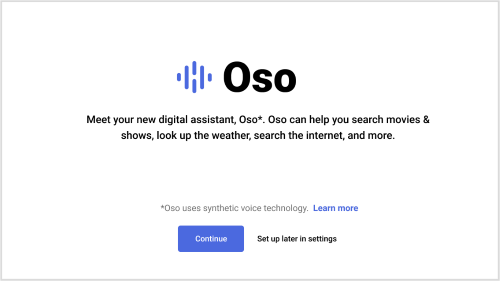 Oso
Meet your new digital assistant, Oso*. Oso can help you search movies &
shows, look up the weather, search the internet, and more.
*Oso uses synthetic voice technology. Learn more
Continue Set up later in settings